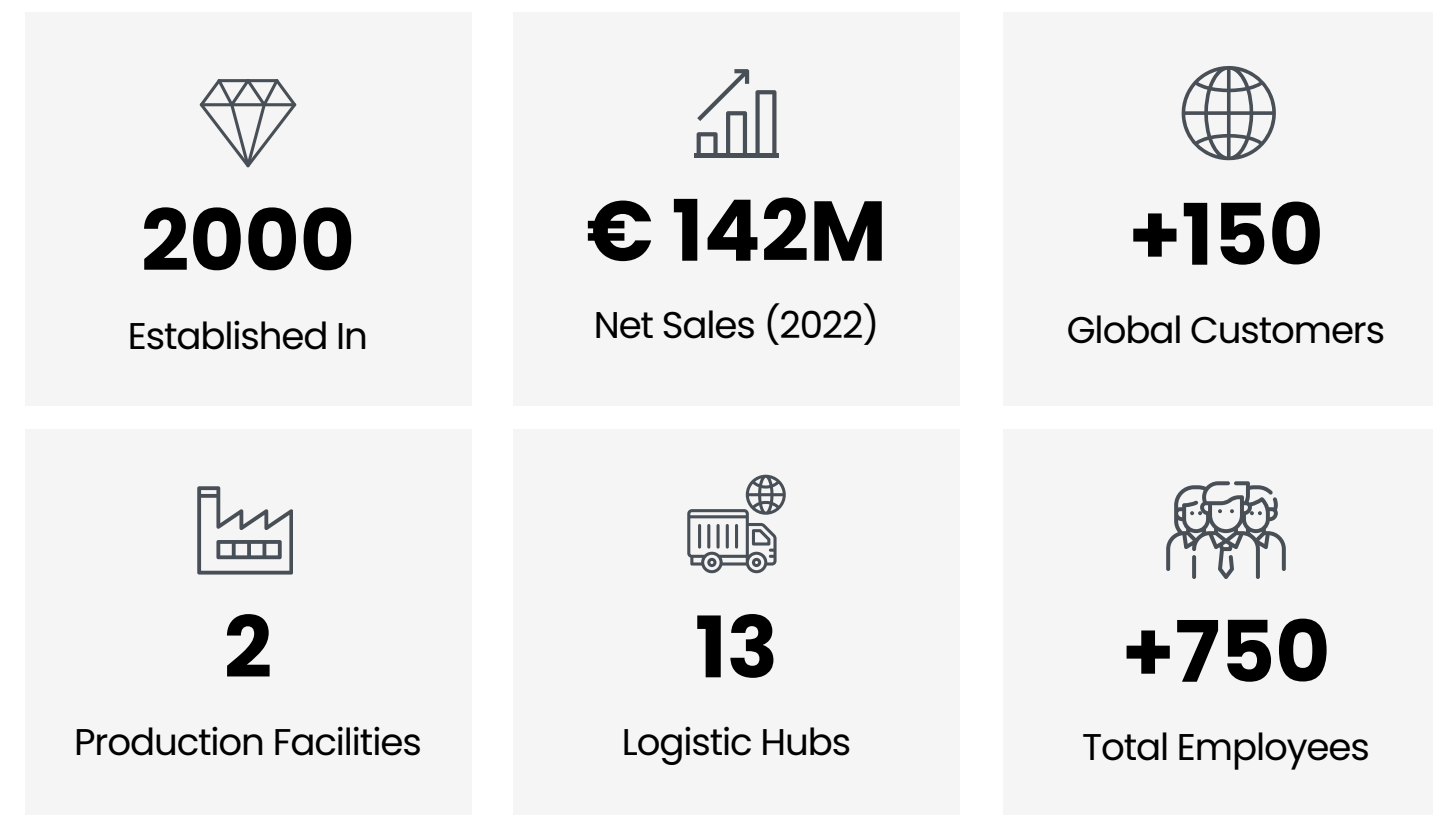 2000
Established In
€ 142M
Net Sales (2022)
+150
Global Customers
2
Production Facilities
13
Logistic Hubs
+750
Total Employees